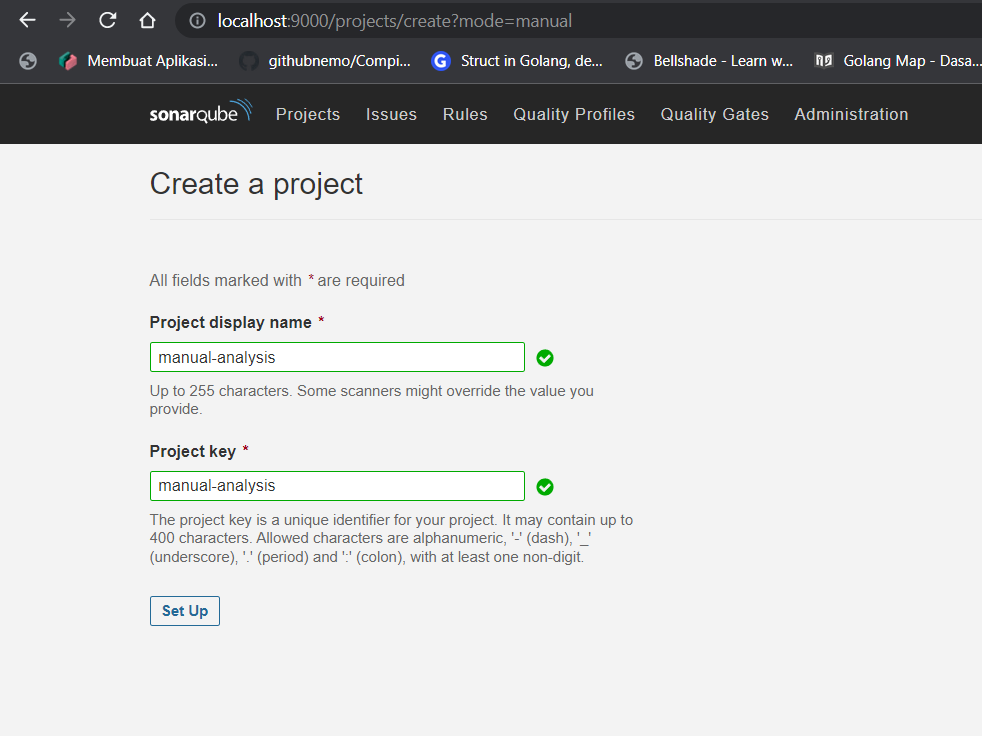 localhost:9000/projects/create?mode=manual
Membuat Aplikasi... githubnemo/Compi... Struct in Golang, de... Bellshade - Learn w... Golang Map - Dasa...
sonarqube Projects Issues Rules Quality Profiles Quality Gates Administration
Create a project
All fields marked with * are required
Project display name *
manual-analysis
Up to 255 characters. Some scanners might override the value you
provide.
Project key *
manual-analysis
The project key is a unique identifier for your project. It may contain up to
400 characters. Allowed characters are alphanumeric, '-' (dash), '_'
(underscore), '.' (period) and ':' (colon), with at least one non-digit.
Set Up